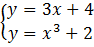 y = 3x + 4
y = x³ + 2